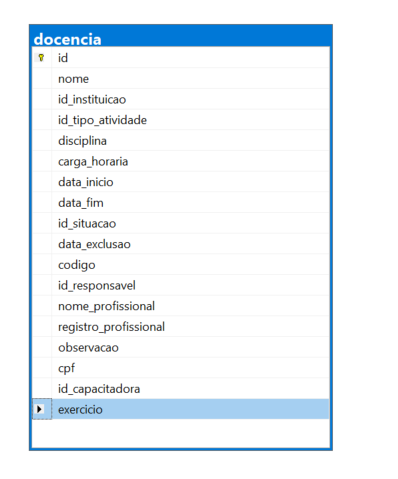 docencia
id
nome
id_instituicao
id_tipo_atividade
disciplina
carga_horaria
data_inicio
data_fim
id_situacao
data_exclusao
codigo
id_responsavel
nome_profissional
registro_profissional
observacao
cpf
id_capacitadora
exercicio